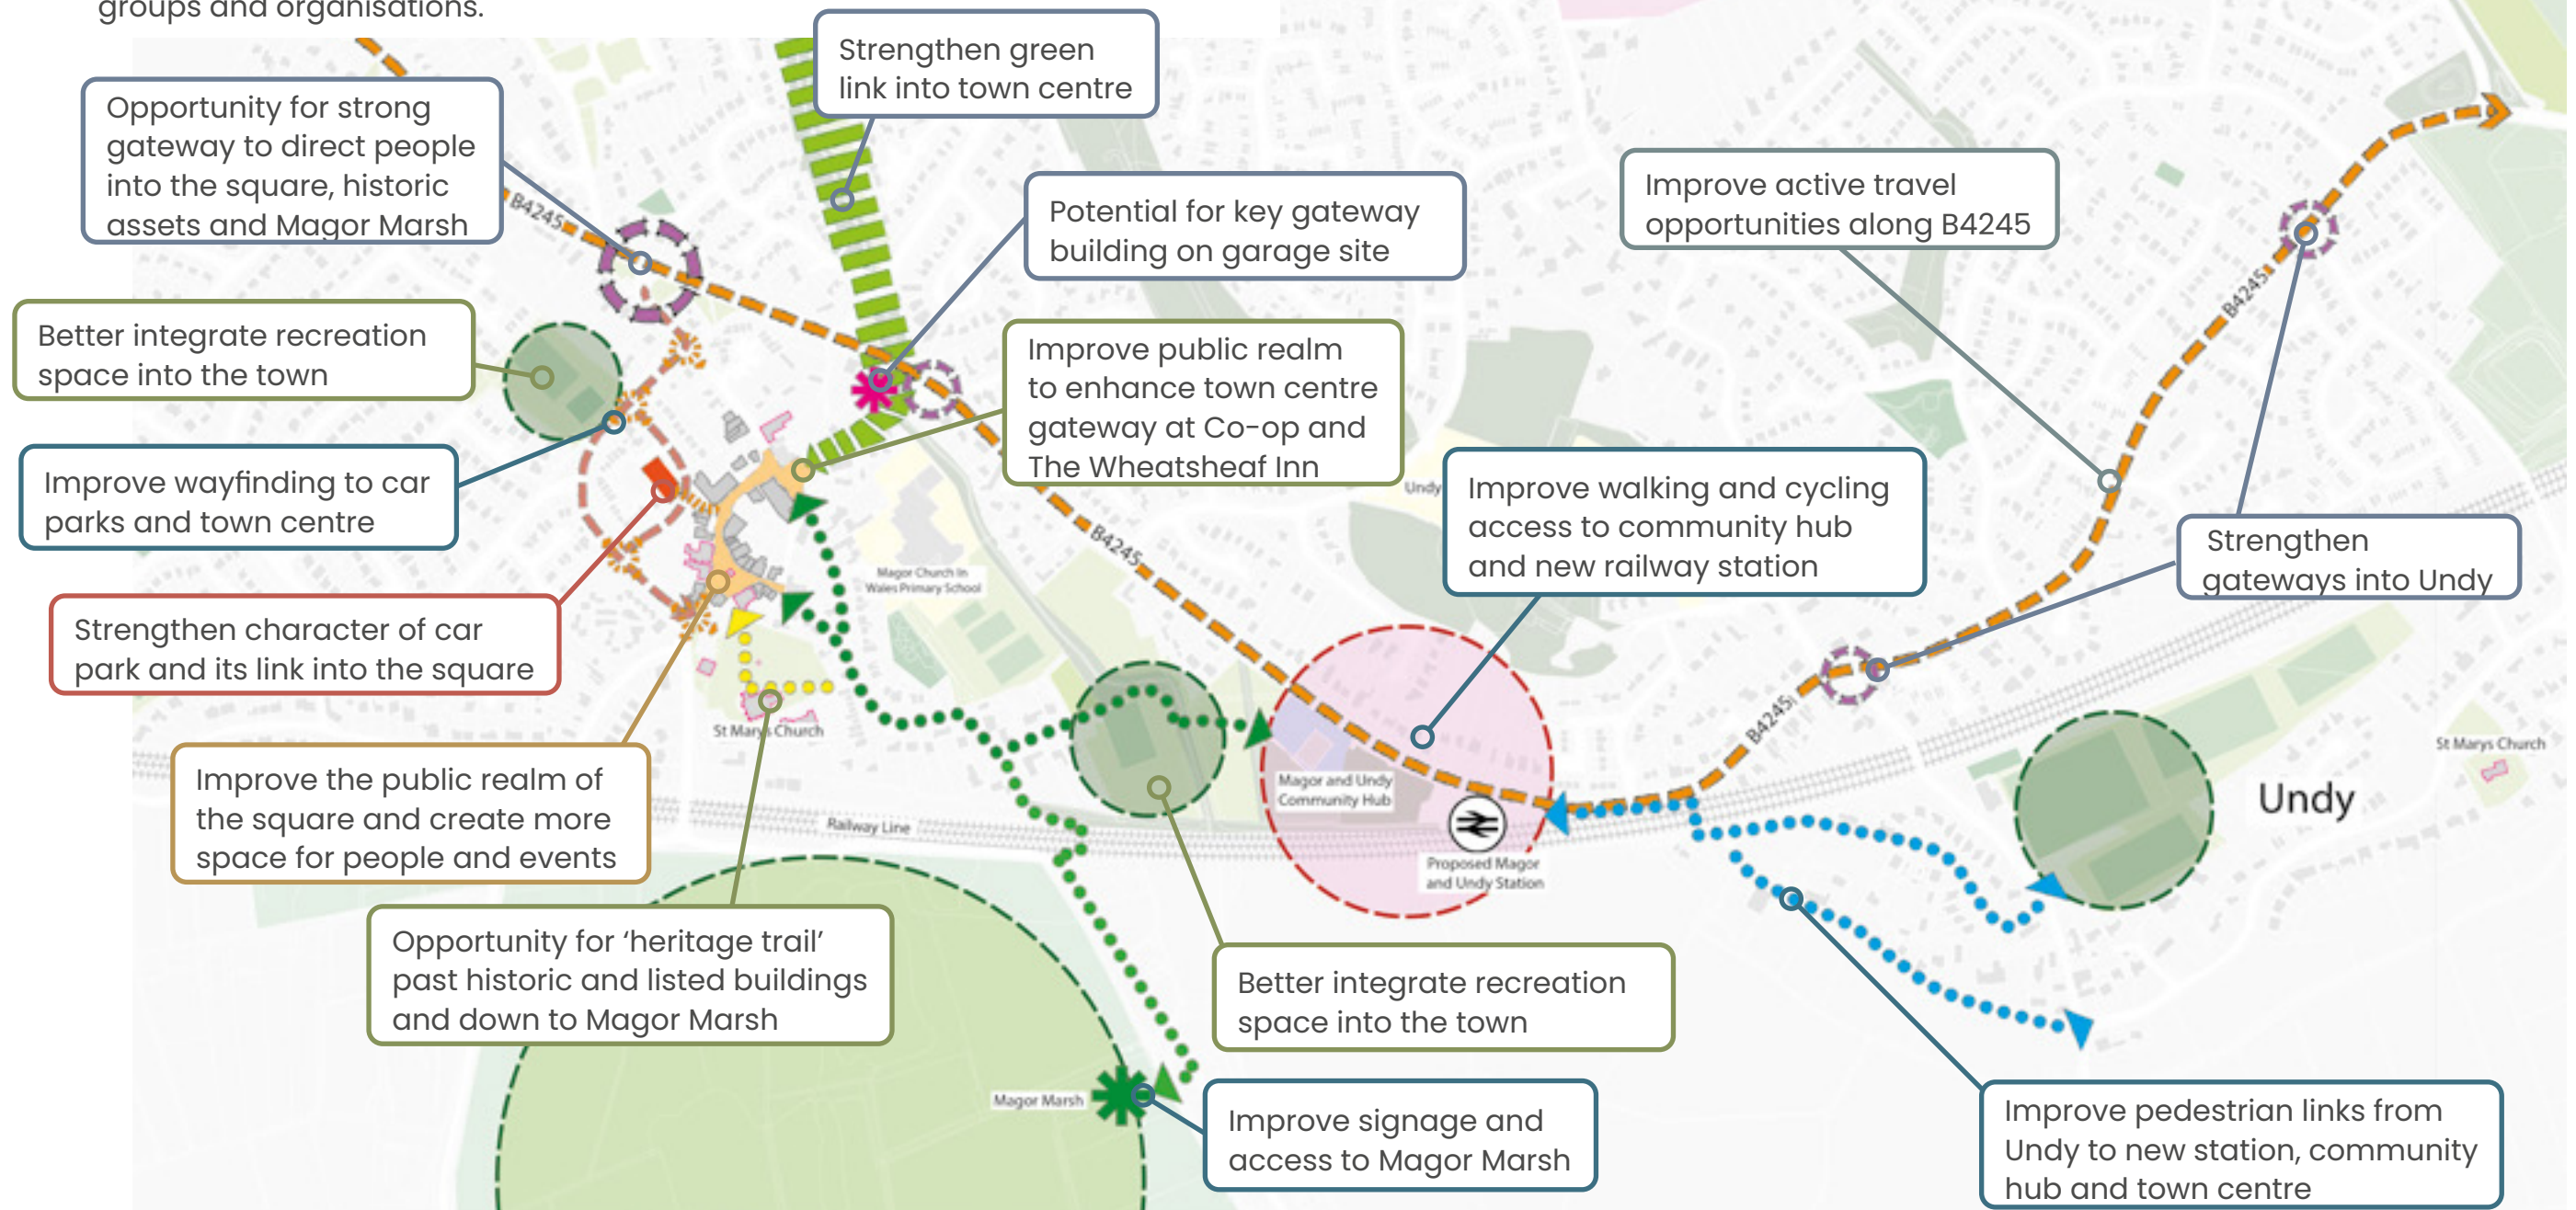 groups and organisations.
Strengthen green
link into town centre
Opportunity for strong
gateway to direct people
into the square, historic
assets and Magor Marsh
B4245
Potential for key gateway
building on garage site
Improve active travel
opportunities along B4245
B4245
Better integrate recreation
space into the town
Improve public realm
to enhance town centre
gateway at Co-op and
The Wheatsheaf Inn
Improve wayfinding to car
parks and town centre
Undy
Improve walking and cycling
access to community hub
and new railway station
B4245
Magor Church In
Wales Primary School
Strengthen
gateways into Undy
Strengthen character of car
park and its link into the square
B4245
St Marys Church
St Marys Church
Improve the public realm of
the square and create more
space for people and events
Magor and Undy
Community Hub
Undy
Railway Line
Proposed Magor
and Undy Station
Opportunity for ‘heritage trail’
past historic and listed buildings
and down to Magor Marsh
Better integrate recreation
space into the town
Magor Marsh
Improve signage and
access to Magor Marsh
Improve pedestrian links from
Undy to new station, community
hub and town centre